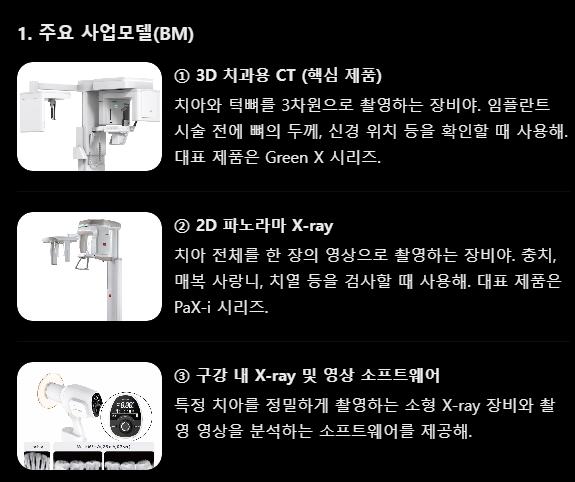 1. 주요 사업모델(BM)
① 3D 치과용 CT (핵심 제품)
치아와 턱뼈를 3차원으로 촬영하는 장비야. 임플란트
시술 전에 뼈의 두께, 신경 위치 등을 확인할 때 사용해.
대표 제품은 Green X 시리즈.
② 2D 파노라마 X-ray
치아 전체를 한 장의 영상으로 촬영하는 장비야. 충치,
매복 사랑니, 치열 등을 검사할 때 사용해. 대표 제품은
PaX-i 시리즈.
③ 구강 내 X-ray 및 영상 소프트웨어
특정 치아를 정밀하게 촬영하는 소형 X-ray 장비와 촬
영 영상을 분석하는 소프트웨어를 제공해.